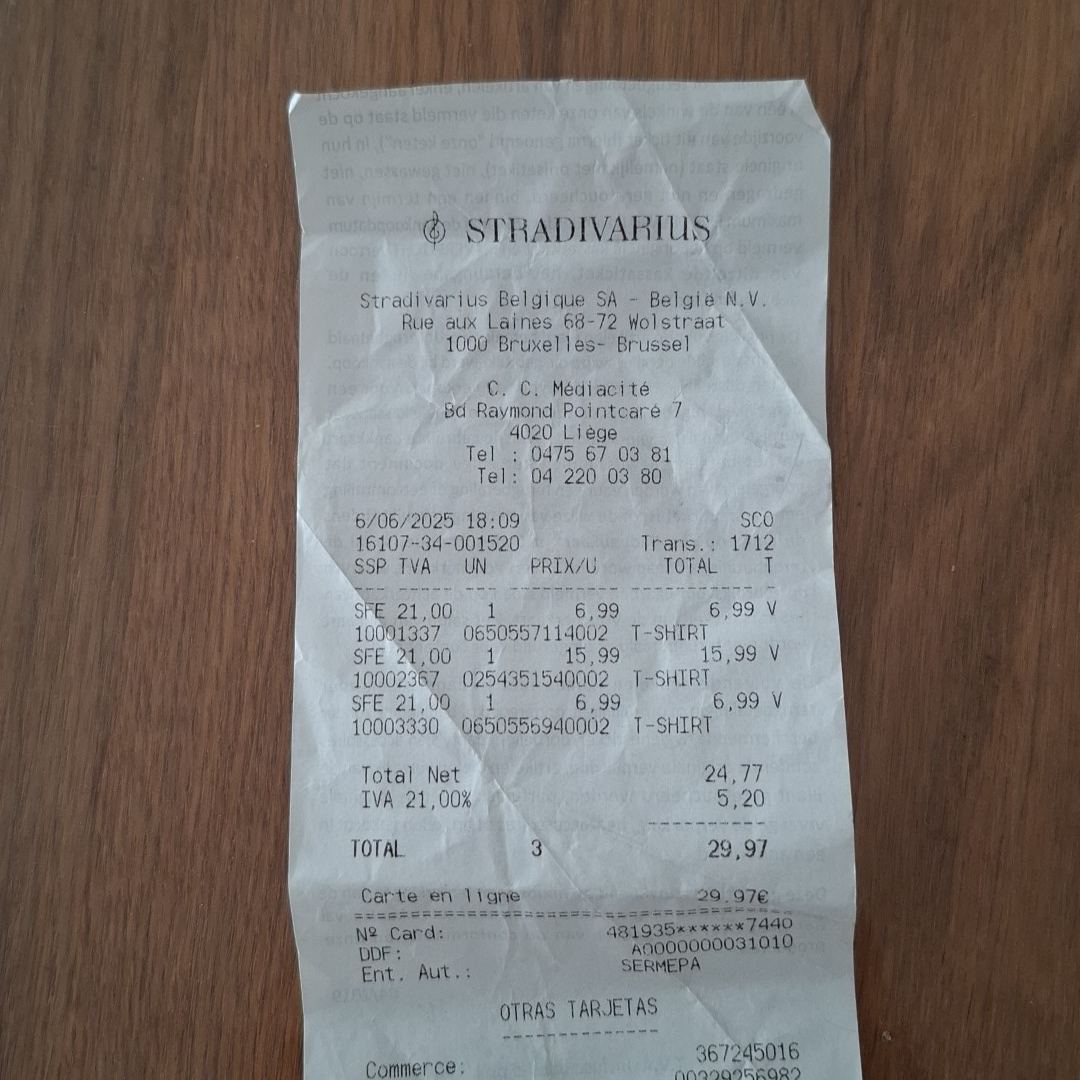 STRADIVARIUS
Stradivarius Belgique SA - België N.V.
Rue aux Laines 68-72 Wolstraat
1000 Bruxelles- Brussel
C. C. Médiacité
Bd Raymond Pointcaré 7
4020 Liège
Tel : 0475 67 03 81
Tel: 04 220 03 80
6/06/2025 18:09 SCO
16107-34-001520 Trans.: 1712
SSP TVA UN PRIX/U TOTAL T
SFE 21,00 1 6,99 6,99 V
10001337 0650557114002 T-SHIRT
SFE 21,00 1 15,99 15,99 V
10002367 0254351540002 T-SHIRT
SFE 21,00 1 6,99 6,99 V
10003330 0650556940002 T-SHIRT
Total Net 24,77
IVA 21,00% 5,20
TOTAL 3 29,97
Carte en ligne 29.97€
Nº Card: 481935******7440
DDF: A0000000031010
Ent. Aut.: SERMEPA
OTRAS TARJETAS
Commerce: 367245016
00329256982